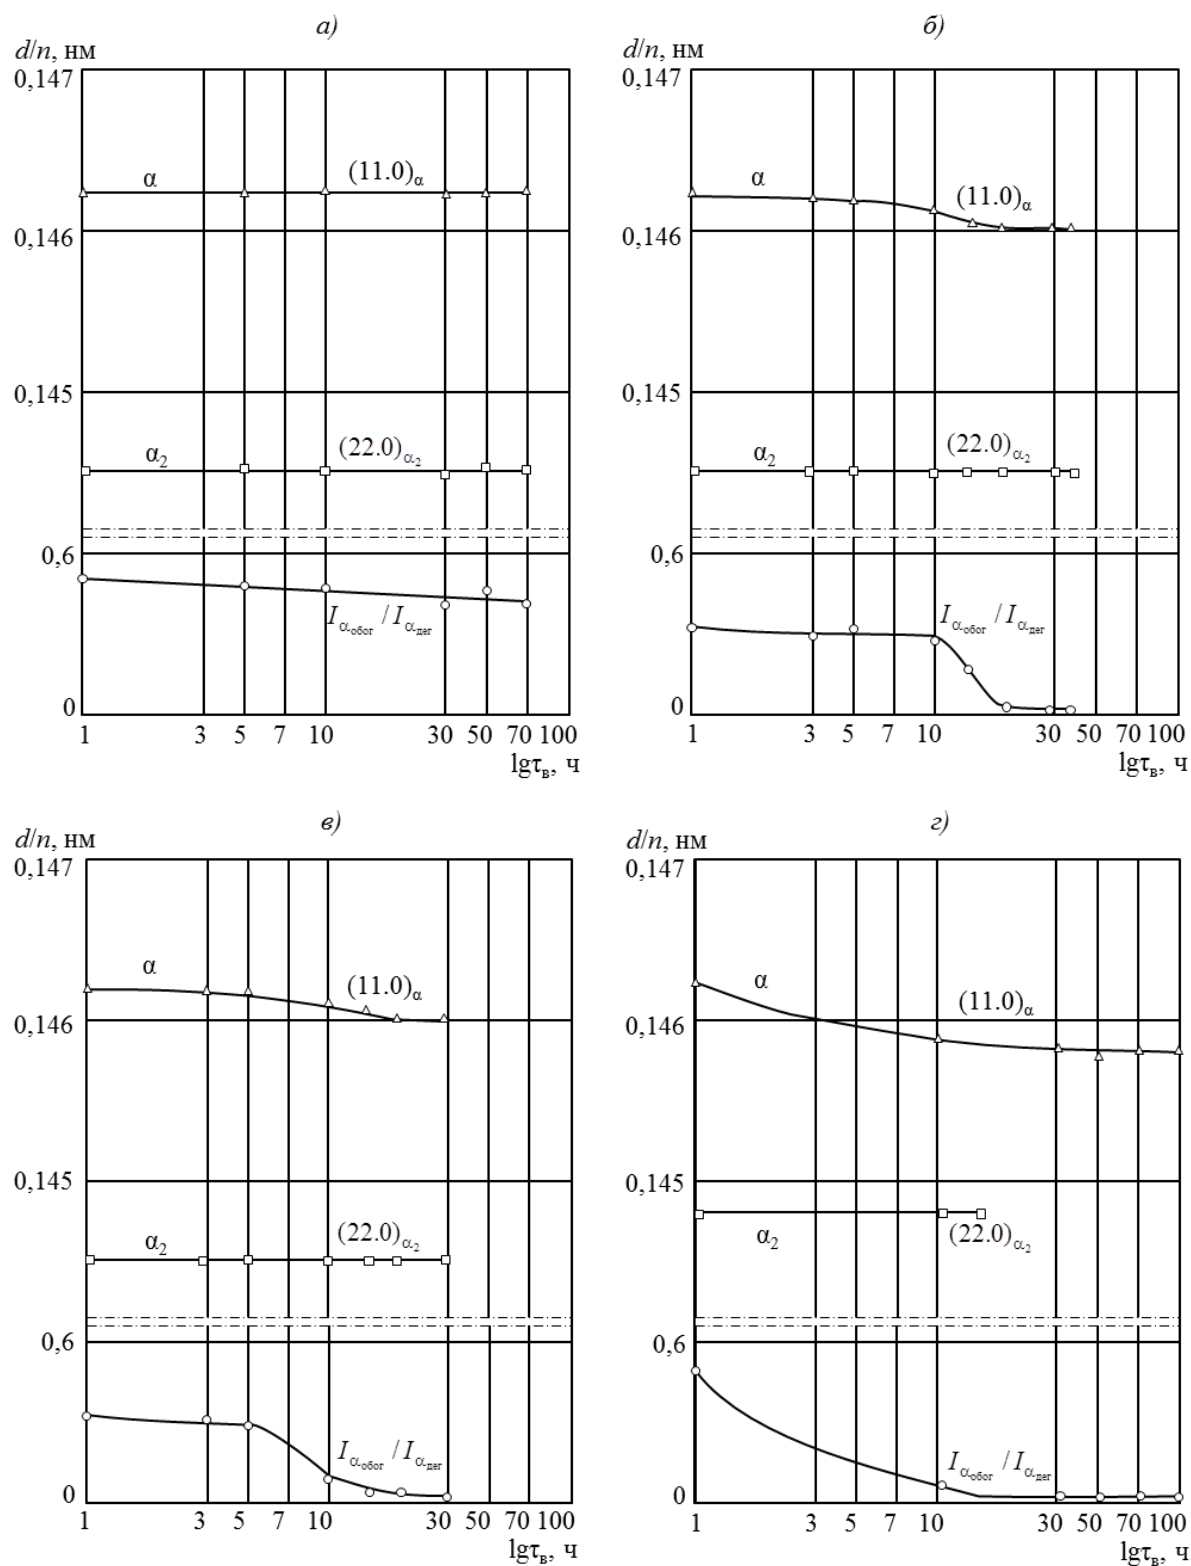 а)
d/n, нм
0,147
α
(11.0)α
0,146
0,145
α2
(22.0)α2
0,6
Iαобог / Iαдег
0
1 3 5 7 10 30 50 70 100
lgτв, ч
б)
d/n, нм
0,147
α
(11.0)α
0,146
0,145
α2
(22.0)α2
0,6
Iαобог / Iαдег
0
1 3 5 7 10 30 50 70 100
lgτв, ч
в)
d/n, нм
0,147
α
(11.0)α
0,146
0,145
α2
(22.0)α2
0,6
Iαобог / Iαдег
0
1 3 5 7 10 30 50 70 100
lgτв, ч
г)
d/n, нм
0,147
α
(11.0)α
0,146
0,145
α2
(22.0)α2
0,6
Iαобог / Iαдег
0
1 3 5 7 10 30 50 70 100
lgτв, ч